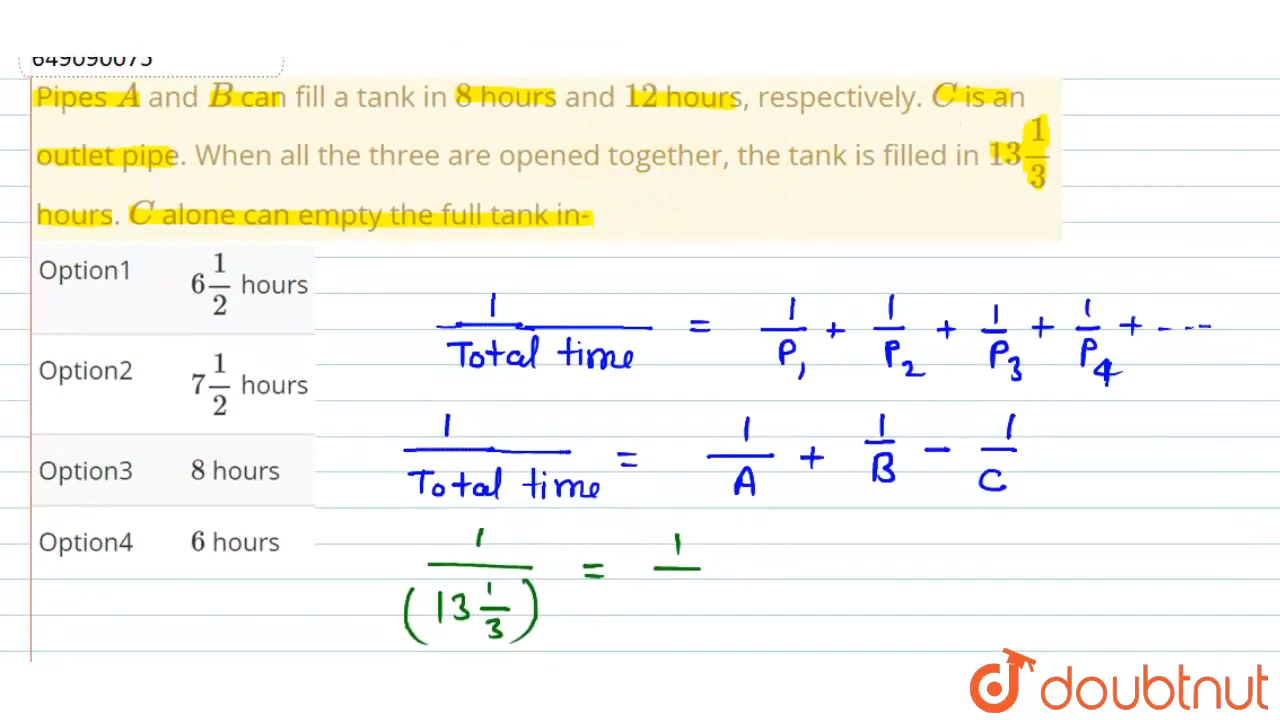 649090075
Pipes A and B can fill a tank in 8 hours and 12 hours, respectively. C is an
outlet pipe. When all the three are opened together, the tank is filled in 13 1/3
hours. C alone can empty the full tank in-
Option1 6 1/2 hours
Option2 7 1/2 hours
Option3 8 hours
Option4 6 hours
1/Total time = 1/P₁ + 1/P₂ + 1/P₃ + 1/P₄ + ----
1/Total time = 1/A + 1/B - 1/C
1/(13 1/3) = 1/
doubtnut